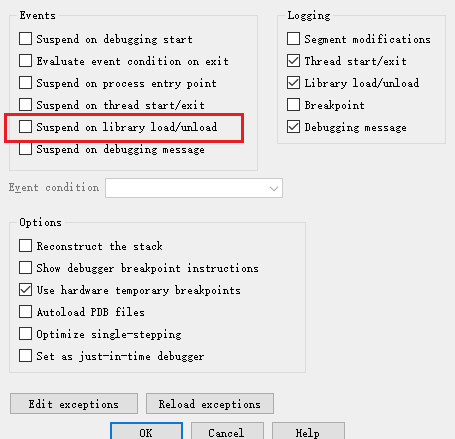 Events
Suspend on debugging start
Evaluate event condition on exit
Suspend on process entry point
Suspend on thread start/exit
Suspend on library load/unload
Suspend on debugging message
Logging
Segment modifications
Thread start/exit
Library load/unload
Breakpoint
Debugging message
Event condition
Options
Reconstruct the stack
Show debugger breakpoint instructions
Use hardware temporary breakpoints
Autoload PDB files
Optimize single-stepping
Set as just-in-time debugger
Edit exceptions
Reload exceptions
OK
Cancel
Help